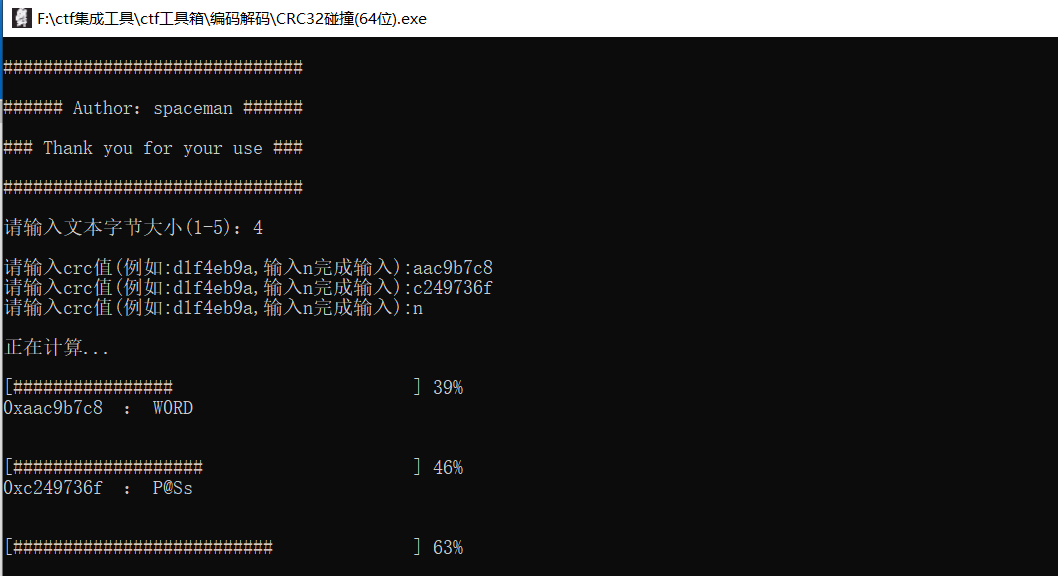 F:\ctf集成工具\ctf工具箱\编码解码\CRC32碰撞(64位).exe
##############################
###### Author: spaceman ######
### Thank you for your use ###
##############################
请输入文本字节大小(1-5): 4
请输入crc值(例如:d1f4eb9a,输入n完成输入):aac9b7c8
请输入crc值(例如:d1f4eb9a,输入n完成输入):c249736f
请输入crc值(例如:d1f4eb9a,输入n完成输入):n
正在计算...
[################                        ] 39%
0xaac9b7c8  :  WORD
[###################                     ] 46%
0xc249736f  :  P@Ss
[##########################              ] 63%